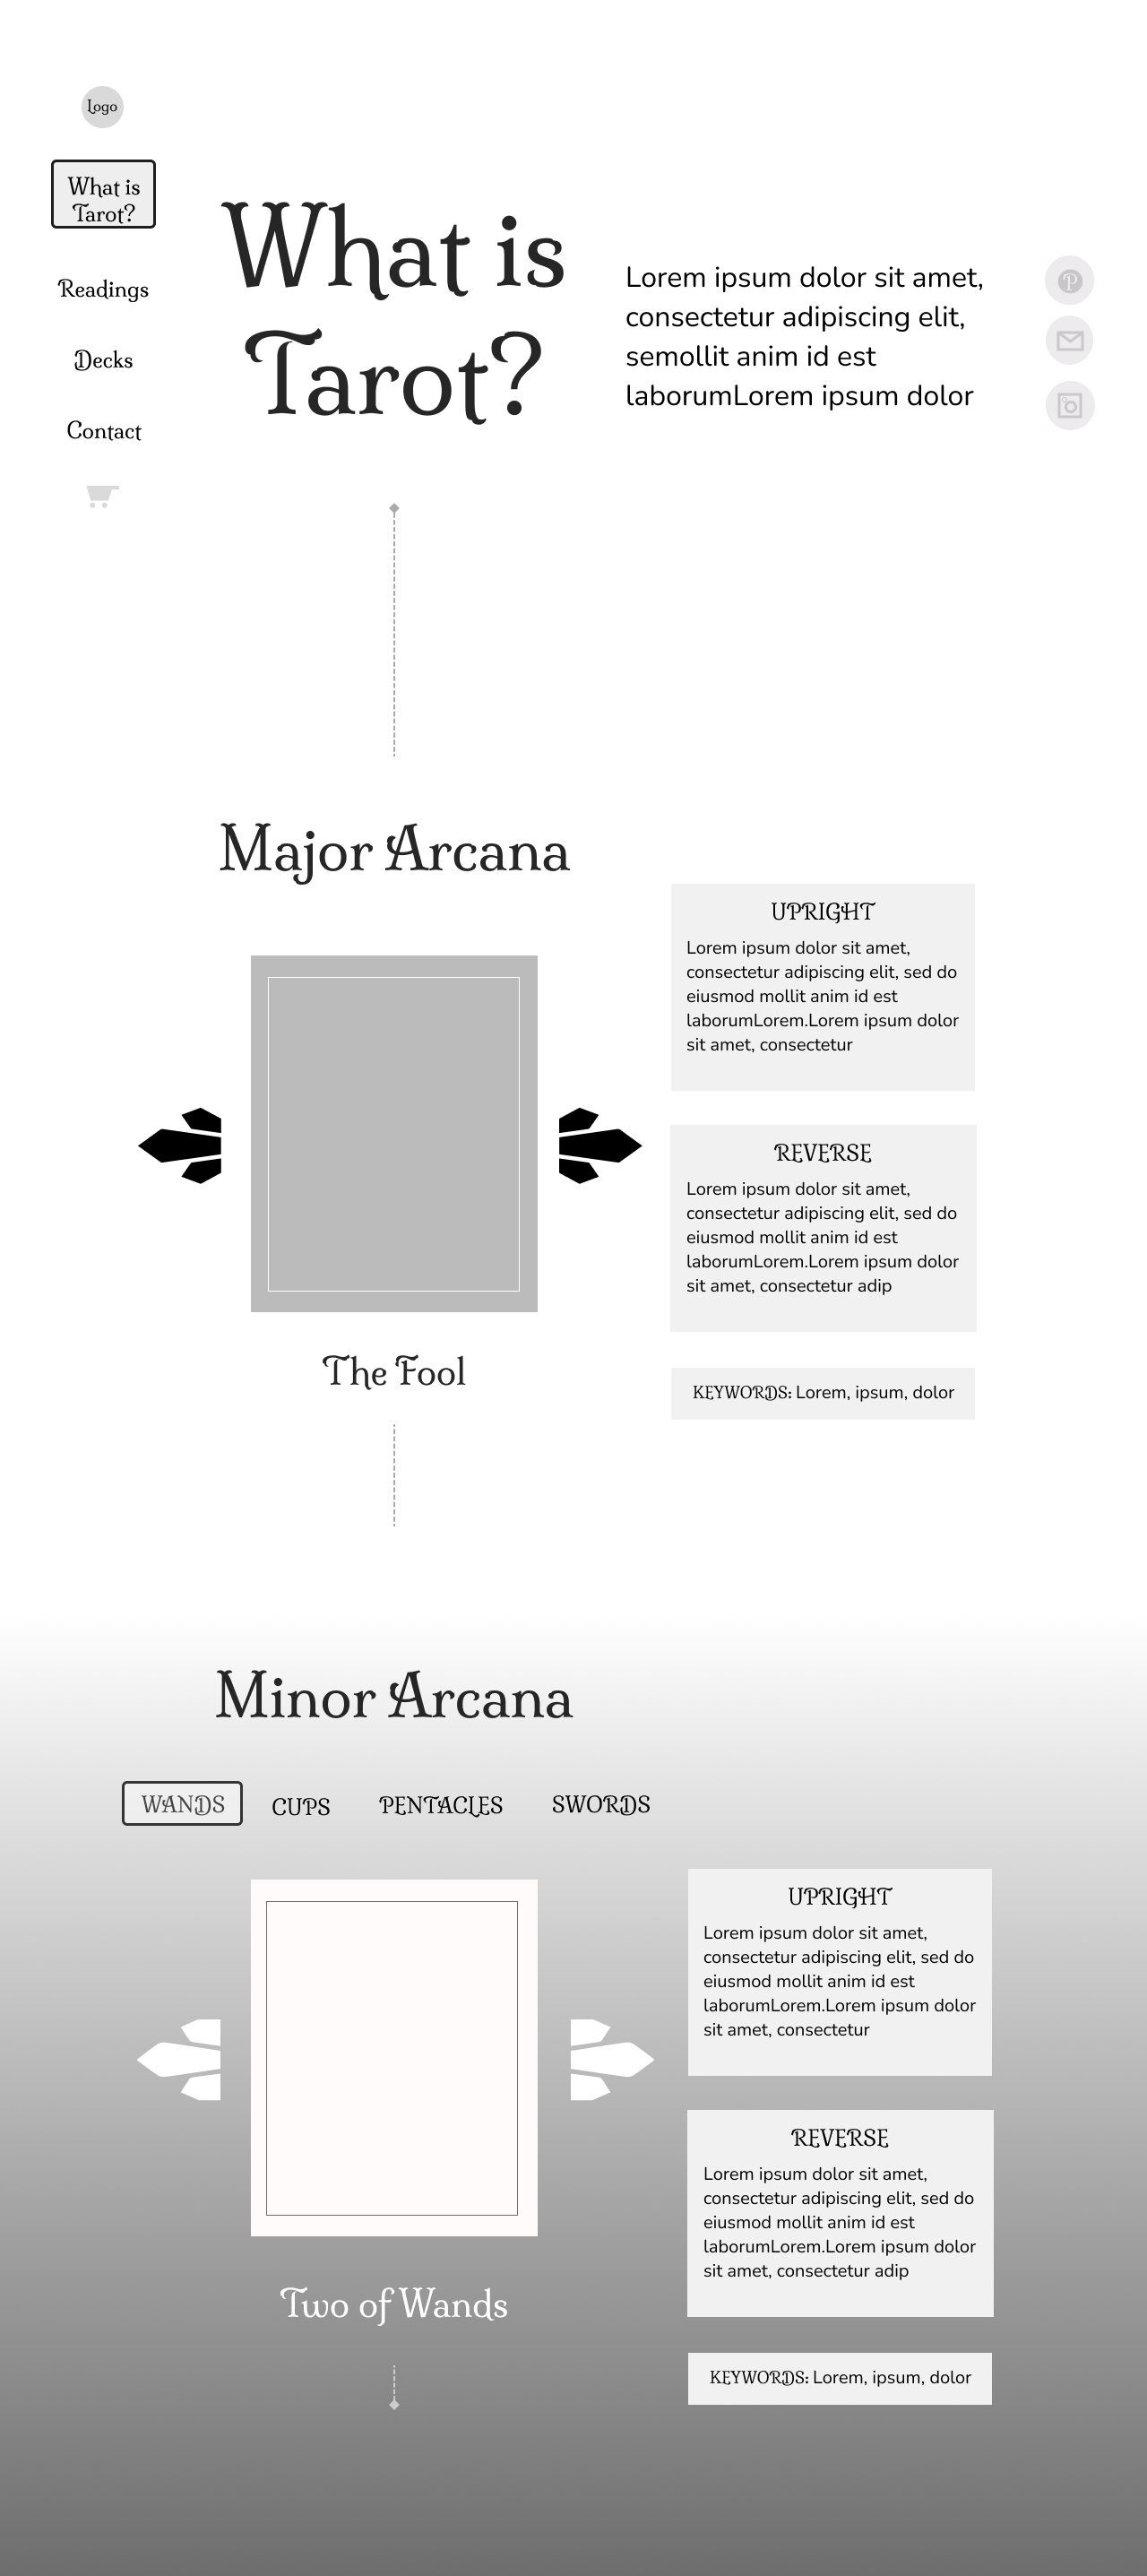 Logo
What is
Tarot?
Readings
Decks
Contact
What is
Tarot?
Lorem ipsum dolor sit amet,
consectetur adipiscing elit,
semollit anim id est
laborumLorem ipsum dolor
P
Major Arcana
The Fool
UPRIGHT
Lorem ipsum dolor sit amet,
consectetur adipiscing elit, sed do
eiusmod mollit anim id est
laborumLorem.Lorem ipsum dolor
sit amet, consectetur
REVERSE
Lorem ipsum dolor sit amet,
consectetur adipiscing elit, sed do
eiusmod mollit anim id est
laborumLorem.Lorem ipsum dolor
sit amet, consectetur adip
KEYWORDS: Lorem, ipsum, dolor
Minor Arcana
WANDS
CUPS
PENTACLES
SWORDS
Two of Wands
UPRIGHT
Lorem ipsum dolor sit amet,
consectetur adipiscing elit, sed do
eiusmod mollit anim id est
laborumLorem.Lorem ipsum dolor
sit amet, consectetur
REVERSE
Lorem ipsum dolor sit amet,
consectetur adipiscing elit, sed do
eiusmod mollit anim id est
laborumLorem.Lorem ipsum dolor
sit amet, consectetur adip
KEYWORDS: Lorem, ipsum, dolor